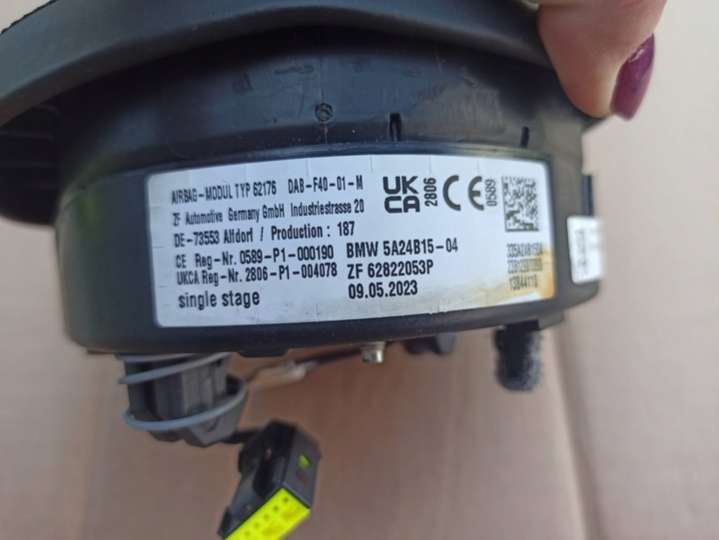 AIRBAG-MODUL TYP 62176 DAB-F40-01-M
ZF Automotive Germany GmbH Industriestrasse 20
DE-73553 Alfdorf / Production: 187
CE Reg-Nr. 0589-P1-000190 BMW 5A24B15-04
UKCA Reg-Nr. 2806-P1-004078 ZF 62822053P
single stage 09.05.2023
UK
CA
2806
CE
0589